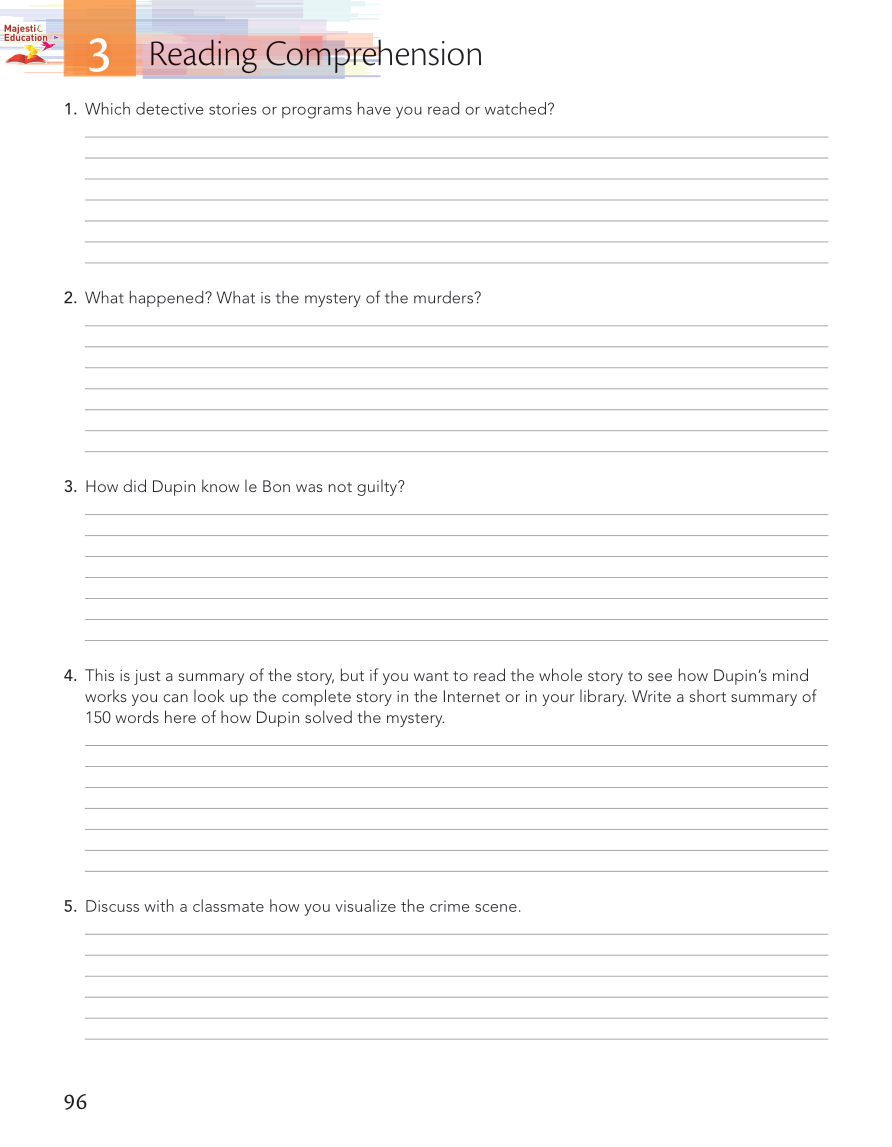 Majestic
Education
3 Reading Comprehension
1. Which detective stories or programs have you read or watched?
2. What happened? What is the mystery of the murders?
3. How did Dupin know le Bon was not guilty?
4. This is just a summary of the story, but if you want to read the whole story to see how Dupin’s mind
works you can look up the complete story in the Internet or in your library. Write a short summary of
150 words here of how Dupin solved the mystery.
5. Discuss with a classmate how you visualize the crime scene.
96